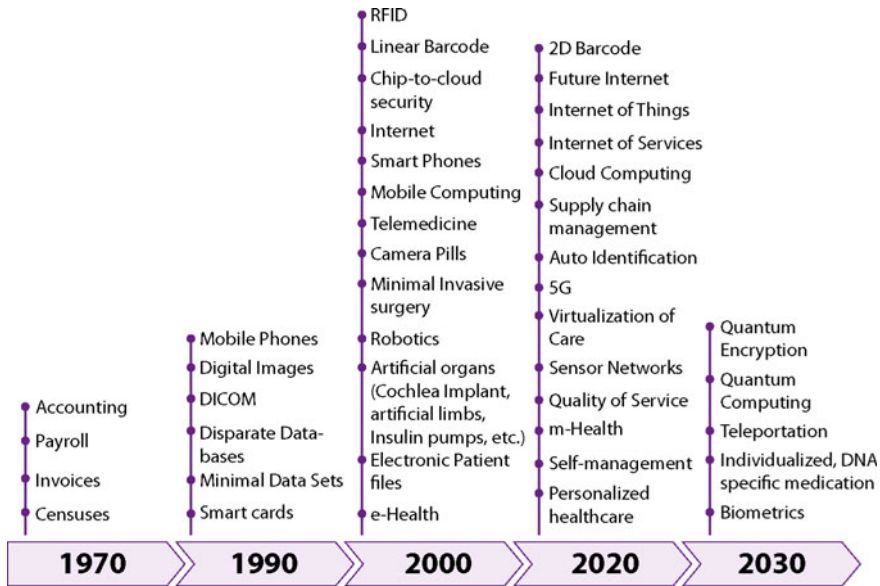 Accounting
Payroll
Invoices
Censuses
Mobile Phones
Digital Images
DICOM
Disparate Data-
bases
Minimal Data Sets
Smart cards
RFID
Linear Barcode
Chip-to-cloud
security
Internet
Smart Phones
Mobile Computing
Telemedicine
Camera Pills
Minimal Invasive
surgery
Robotics
Artificial organs
(Cochlea Implant,
artificial limbs,
Insulin pumps, etc.)
Electronic Patient
files
e-Health
2D Barcode
Future Internet
Internet of Things
Internet of Services
Cloud Computing
Supply chain
management
Auto Identification
5G
Virtualization of
Care
Sensor Networks
Quality of Service
m-Health
Self-management
Personalized
healthcare
Quantum
Encryption
Quantum
Computing
Teleportation
Individualized, DNA
specific medication
Biometrics
1970
1990
2000
2020
2030